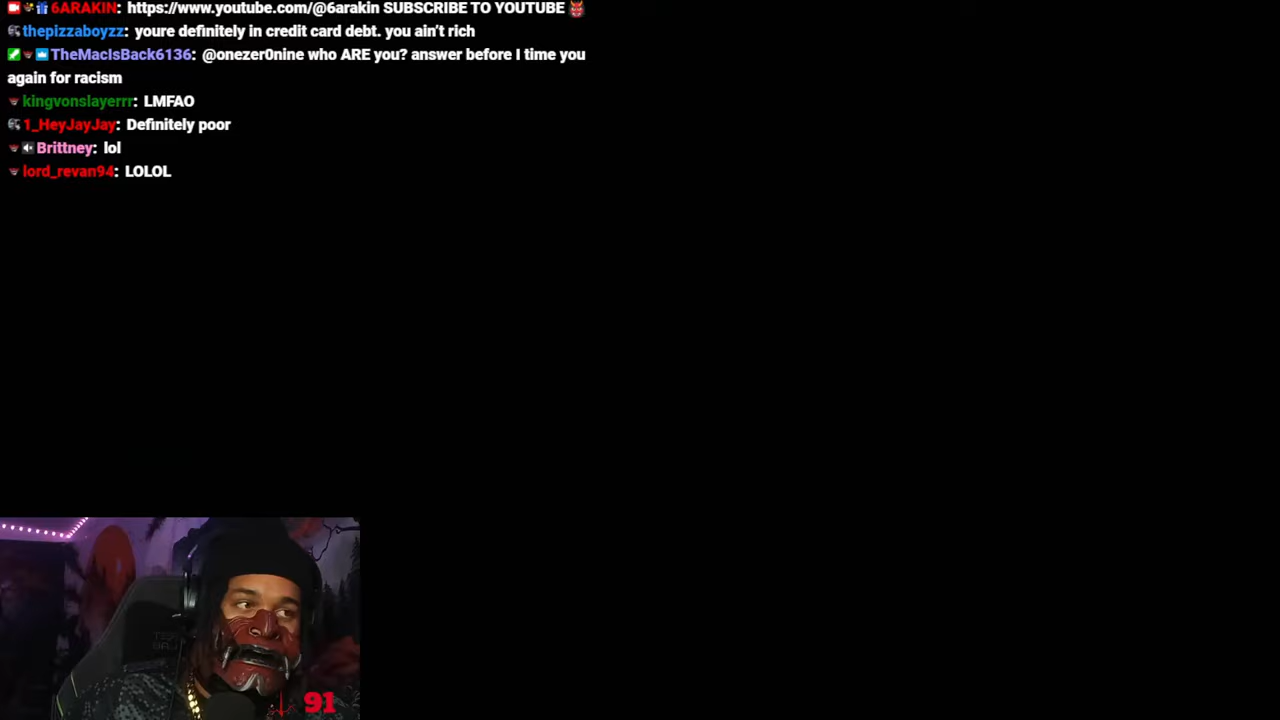 6ARAKIN: https://www.youtube.com/@6arakin SUBSCRIBE TO YOUTUBE 👹
thepizzaboyzz: youre definitely in credit card debt. you ain't rich
TheMacIsBack6136: @onezer0nine who ARE you? answer before I time you
again for racism
kingvonslayerrr: LMFAO
1_HeyJayJay: Definitely poor
Brittney: lol
lord_revan94: LOLOL
91